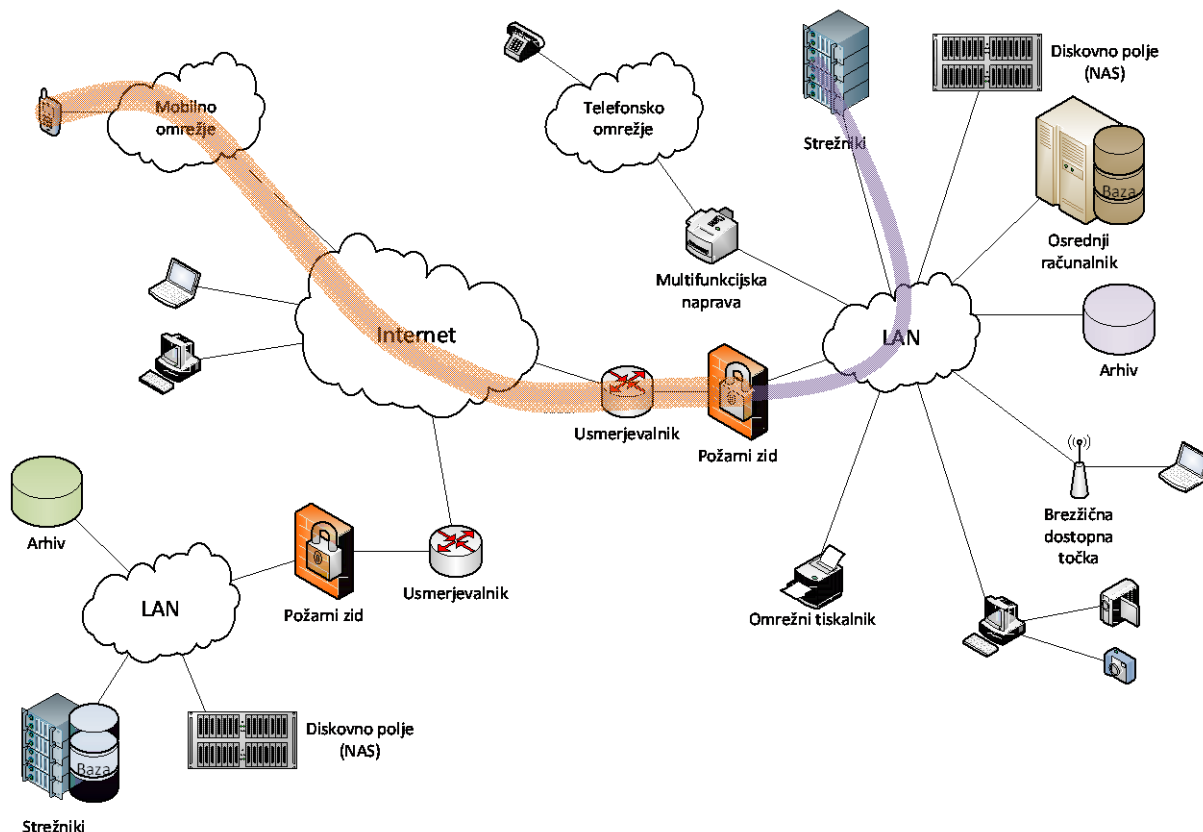 Mobilno
omrežje
Telefonsko
omrežje
Strežniki
Diskovno polje
(NAS)
Baza
Osrednji
računalnik
Multifunkcijska
naprava
Internet
LAN
Arhiv
Usmerjevalnik
Požarni zid
Brezžična
dostopna
točka
Omrežni tiskalnik
Arhiv
LAN
Požarni zid
Usmerjevalnik
Diskovno polje
(NAS)
Baza
Strežniki